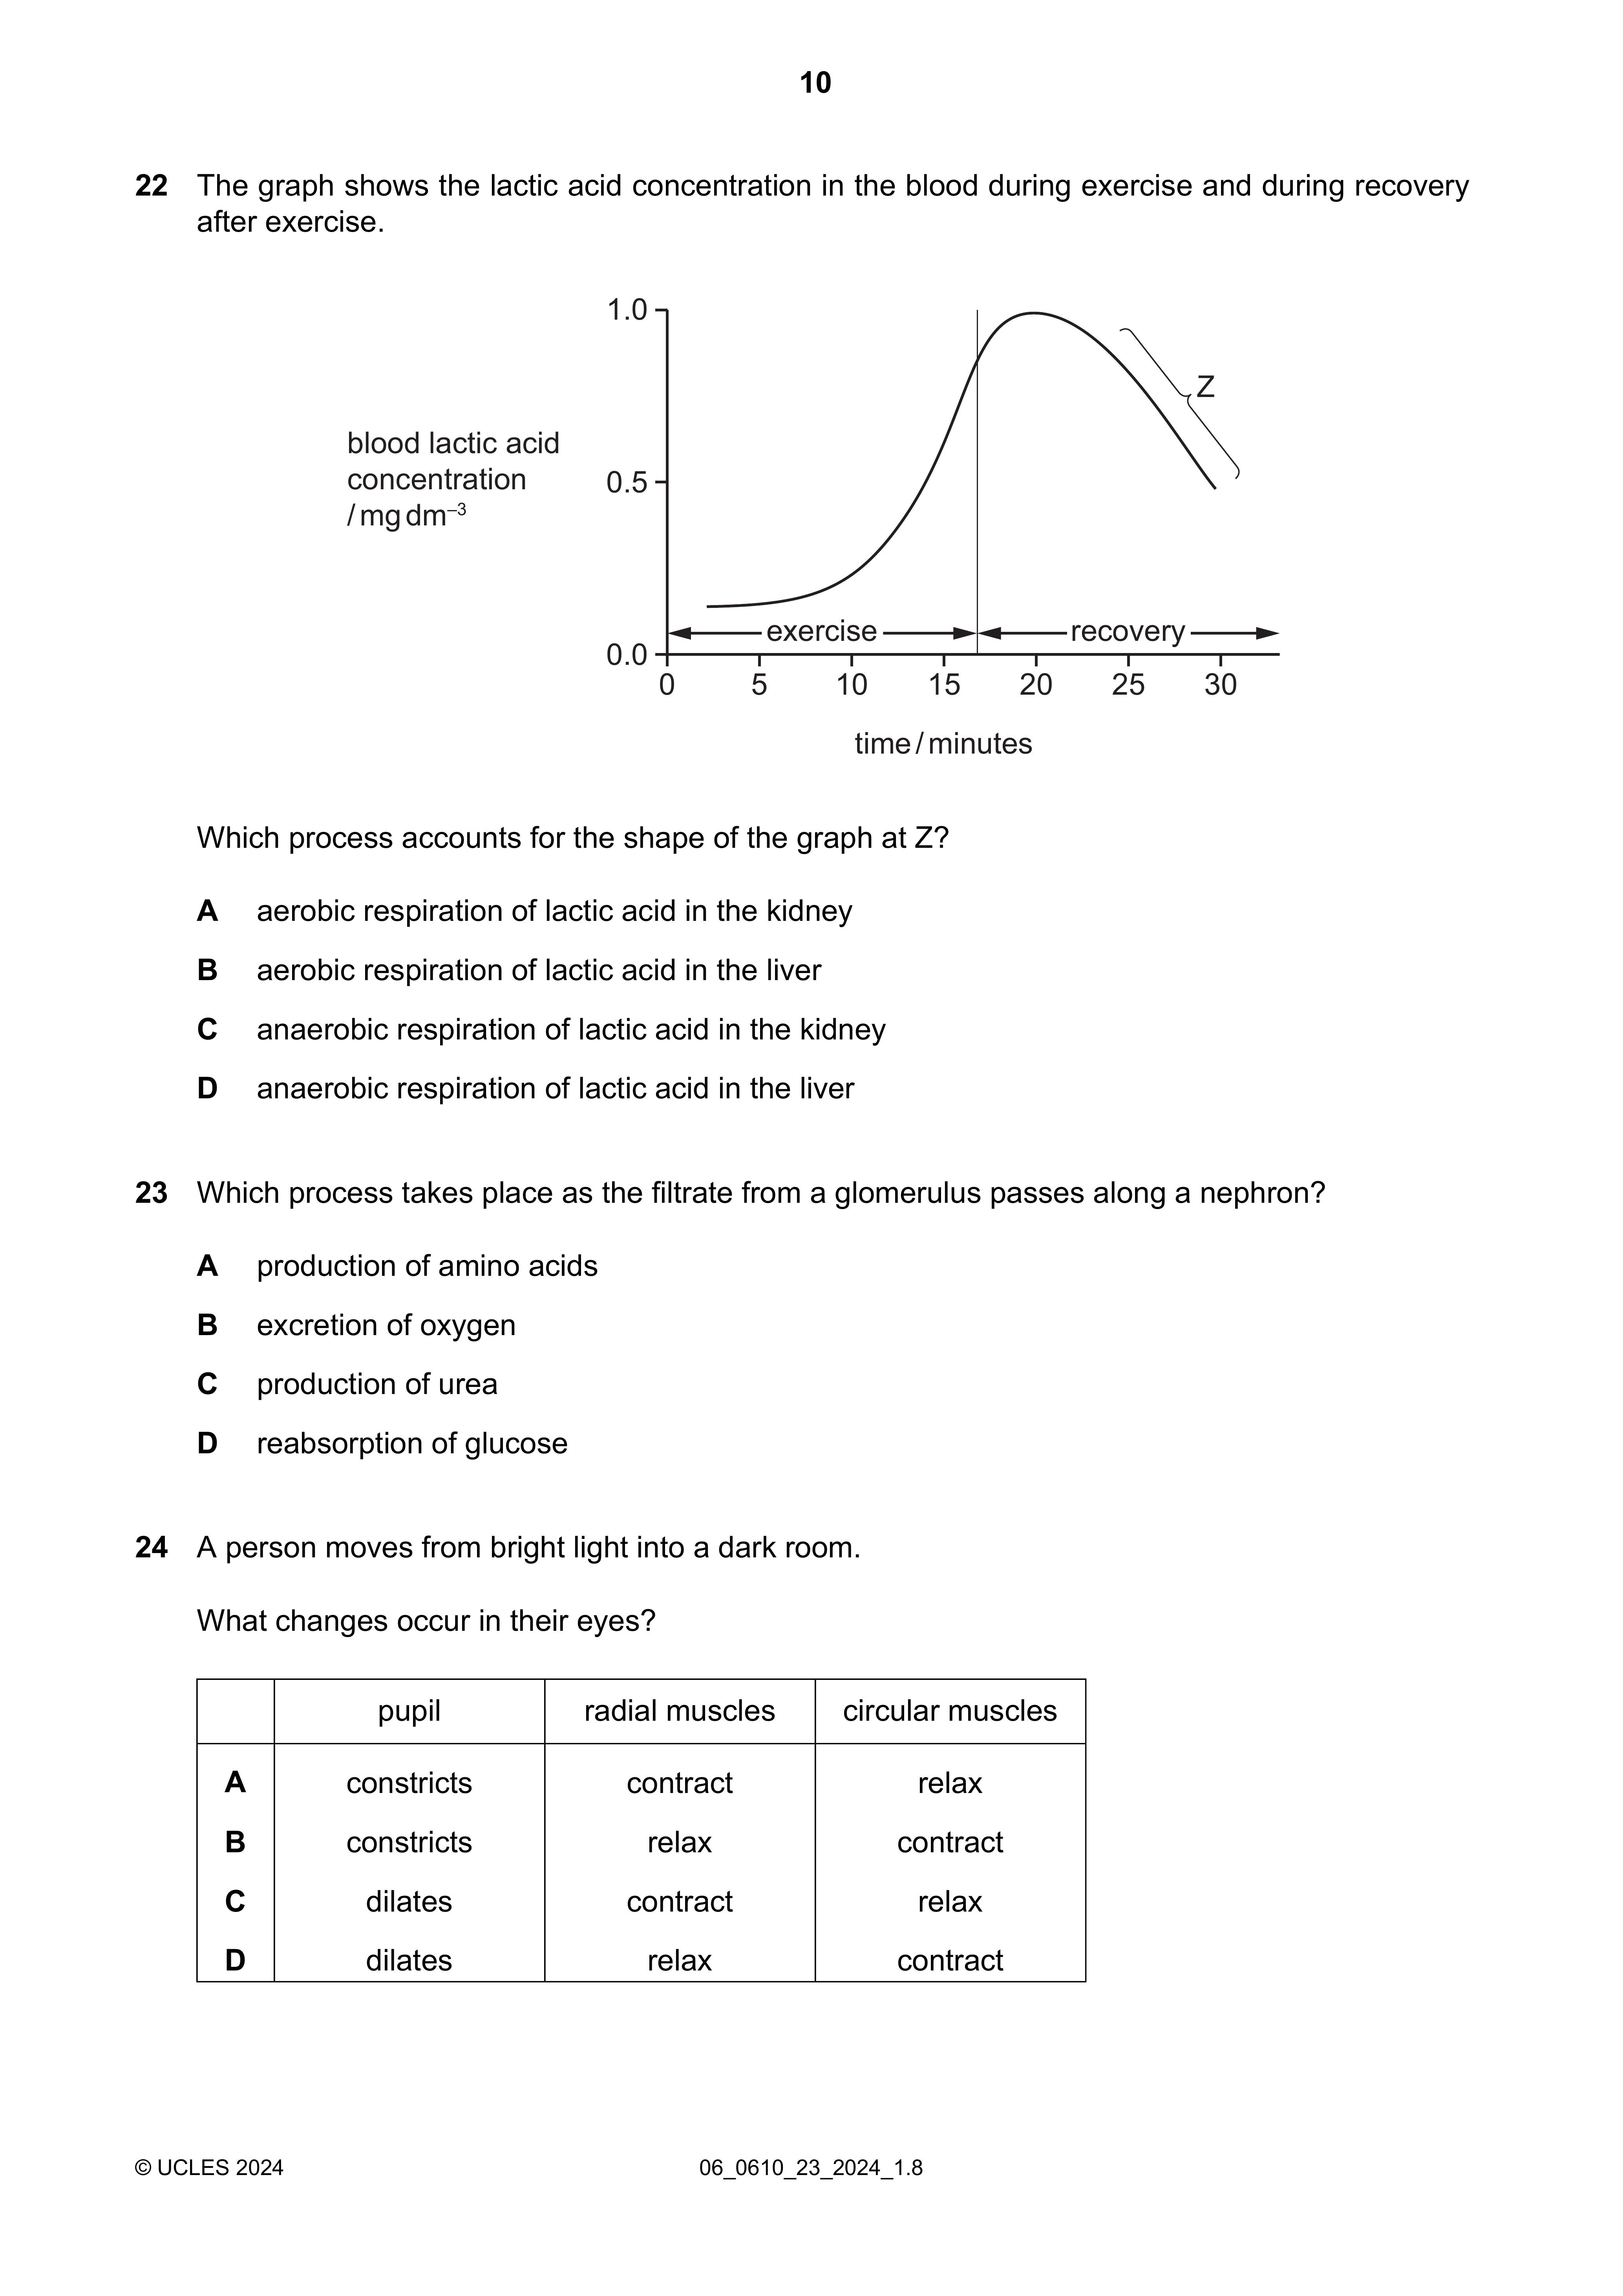 10
22 The graph shows the lactic acid concentration in the blood during exercise and during recovery
after exercise.
1.0
Z
blood lactic acid
concentration
/ mg dm–3
0.5
exercise
recovery
0.0
0 5 10 15 20 25 30
time / minutes
Which process accounts for the shape of the graph at Z?
A aerobic respiration of lactic acid in the kidney
B aerobic respiration of lactic acid in the liver
C anaerobic respiration of lactic acid in the kidney
D anaerobic respiration of lactic acid in the liver
23 Which process takes place as the filtrate from a glomerulus passes along a nephron?
A production of amino acids
B excretion of oxygen
C production of urea
D reabsorption of glucose
24 A person moves from bright light into a dark room.
What changes occur in their eyes?
pupil radial muscles circular muscles
A constricts contract relax
B constricts relax contract
C dilates contract relax
D dilates relax contract
© UCLES 2024 06_0610_23_2024_1.8